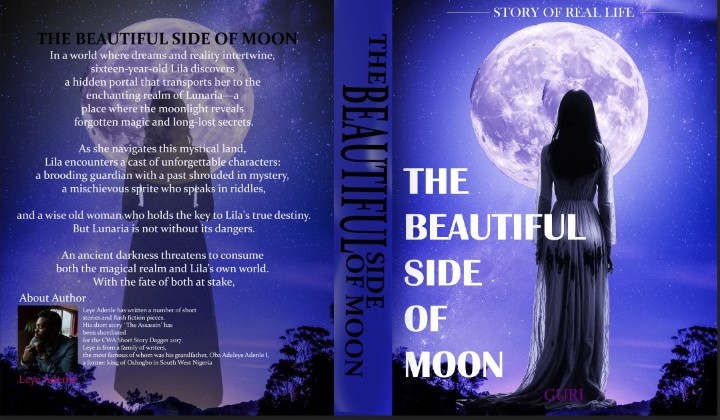 THE BEAUTIFUL SIDE OF MOON
In a world where dreams and reality intertwine,
sixteen-year-old Lila discovers
a hidden portal that transports her to the
enchanting realm of Lunaria—a
place where the moonlight reveals
forgotten magic and long-lost secrets.
As she navigates this mystical land,
Lila encounters a cast of unforgettable characters:
a brooding guardian with a past shrouded in mystery,
a mischievous sprite who speaks in riddles,
and a wise old woman who holds the key to Lila's true destiny.
But Lunaria is not without its dangers.
An ancient darkness threatens to consume
both the magical realm and Lila's own world.
With the fate of both at stake,
About Author
Leye Adenle has written a number of short
stories and flash fiction pieces.
His short story 'The Assassin' has
been shortlisted
for the CWA Short Story Dagger 2017.
Leye is from a family of writers,
the most famous of whom was his grandfather, Oba Adeleye Adenle I,
a former king of Oshogbo in South West Nigeria
Leye Adenle
THE
BEAUTIFUL
SIDE
OF MOON
STORY OF REAL LIFE
THE
BEAUTIFUL
SIDE
OF
MOON
GURI